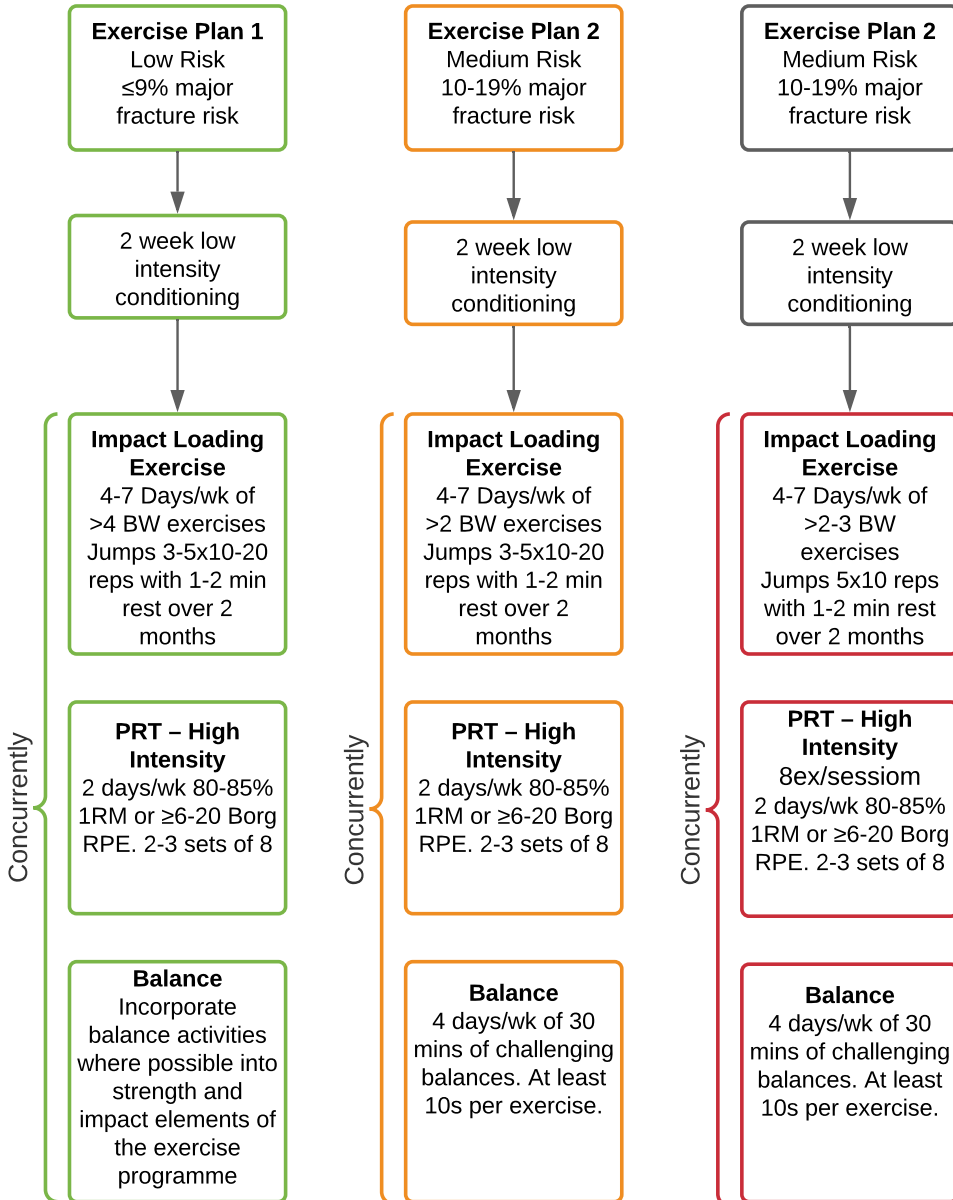 Exercise Plan 1
Low Risk
≤9% major
fracture risk
2 week low
intensity
conditioning
Concurrently
Impact Loading
Exercise
4-7 Days/wk of
>4 BW exercises
Jumps 3-5x10-20
reps with 1-2 min
rest over 2
months
PRT – High
Intensity
2 days/wk 80-85%
1RM or ≥6-20 Borg
RPE. 2-3 sets of 8
Balance
Incorporate
balance activities
where possible into
strength and
impact elements of
the exercise
programme
Exercise Plan 2
Medium Risk
10-19% major
fracture risk
2 week low
intensity
conditioning
Concurrently
Impact Loading
Exercise
4-7 Days/wk of
>2 BW exercises
Jumps 3-5x10-20
reps with 1-2 min
rest over 2
months
PRT – High
Intensity
2 days/wk 80-85%
1RM or ≥6-20 Borg
RPE. 2-3 sets of 8
Balance
4 days/wk of 30
mins of challenging
balances. At least
10s per exercise.
Exercise Plan 2
Medium Risk
10-19% major
fracture risk
2 week low
intensity
conditioning
Concurrently
Impact Loading
Exercise
4-7 Days/wk of
>2-3 BW
exercises
Jumps 5x10 reps
with 1-2 min rest
over 2 months
PRT – High
Intensity
8ex/sessiom
2 days/wk 80-85%
1RM or ≥6-20 Borg
RPE. 2-3 sets of 8
Balance
4 days/wk of 30
mins of challenging
balances. At least
10s per exercise.